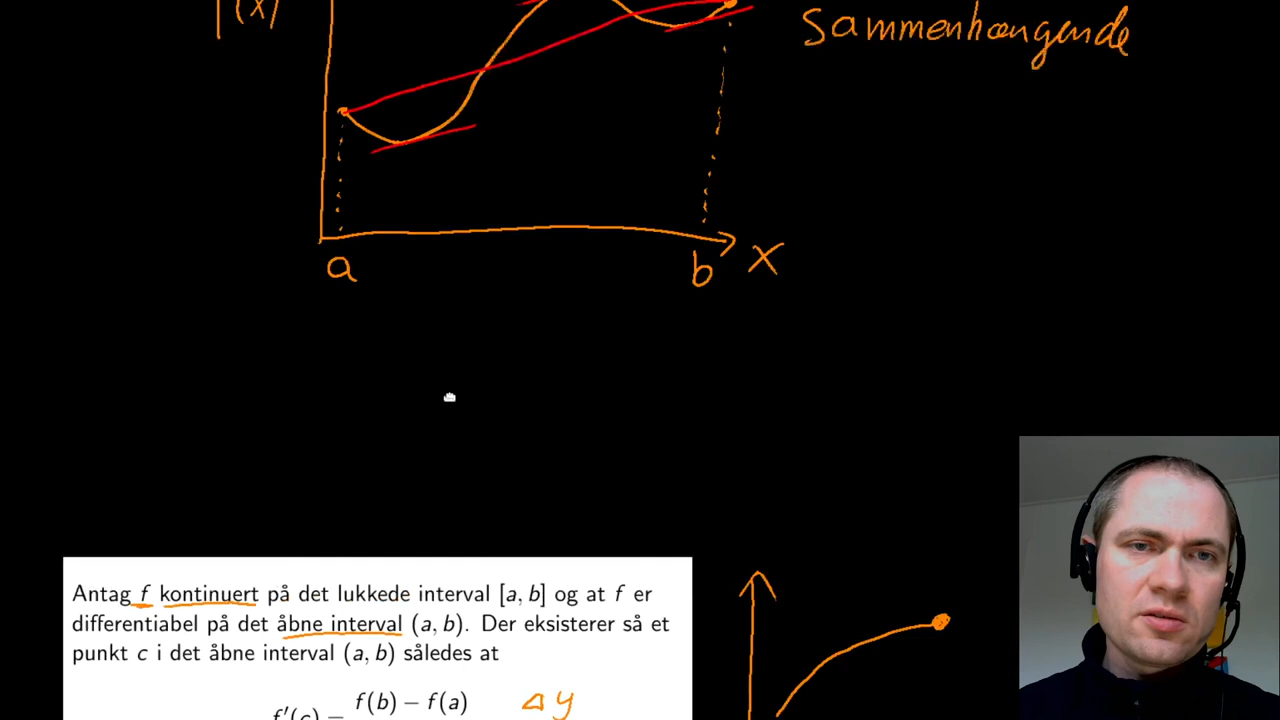 f(x)
Sammenhængende
a
b
x
Antag f kontinuert på det lukkede interval [a, b] og at f er
differentiabel på det åbne interval (a, b). Der eksisterer så et
punkt c i det åbne interval (a, b) således at
f′(c) = f(b) − f(a)
Δy